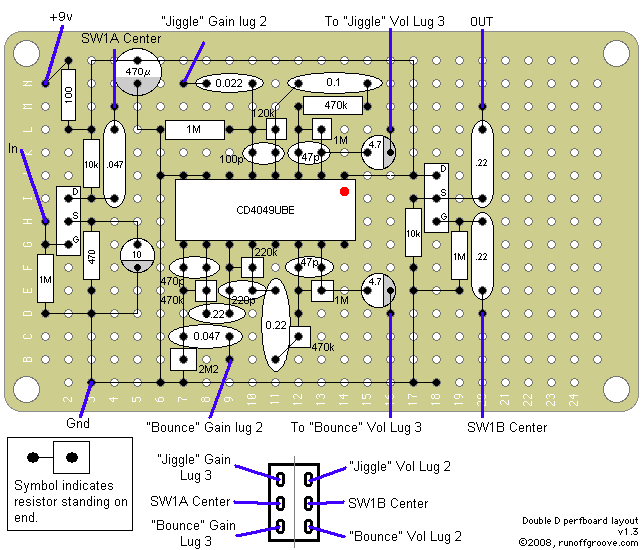 +9v
"Jiggle" Gain lug 2
To "Jiggle" Vol Lug 3
OUT
SW1A Center
470µ
0.022
0.1
N
100
470k
M
120k
L
1M
1M
In
10k
.047
100p
47p
4.7
.22
K
J
D
D
I
CD4049UBE
S
S
H
10k
G
G
G
470
10
220k
47p
1M
.22
F
1M
470p
4.7
E
470k
220p
1M
D
.22
0.22
C
0.047
470k
B
2M2
A
2 3 4 5 6 7 8 9 10 11 12 13 14 15 16 17 18 19 20 21 22 23 24
Gnd
"Bounce" Gain lug 2
To "Bounce" Vol Lug 3
SW1B Center
Symbol indicates
resistor standing on
end.
"Jiggle" Gain
Lug 3
"Jiggle" Vol Lug 2
SW1A Center
SW1B Center
"Bounce" Gain
Lug 3
"Bounce" Vol Lug 2
Double D perfboard layout
v1.3
©2008, runoffgroove.com